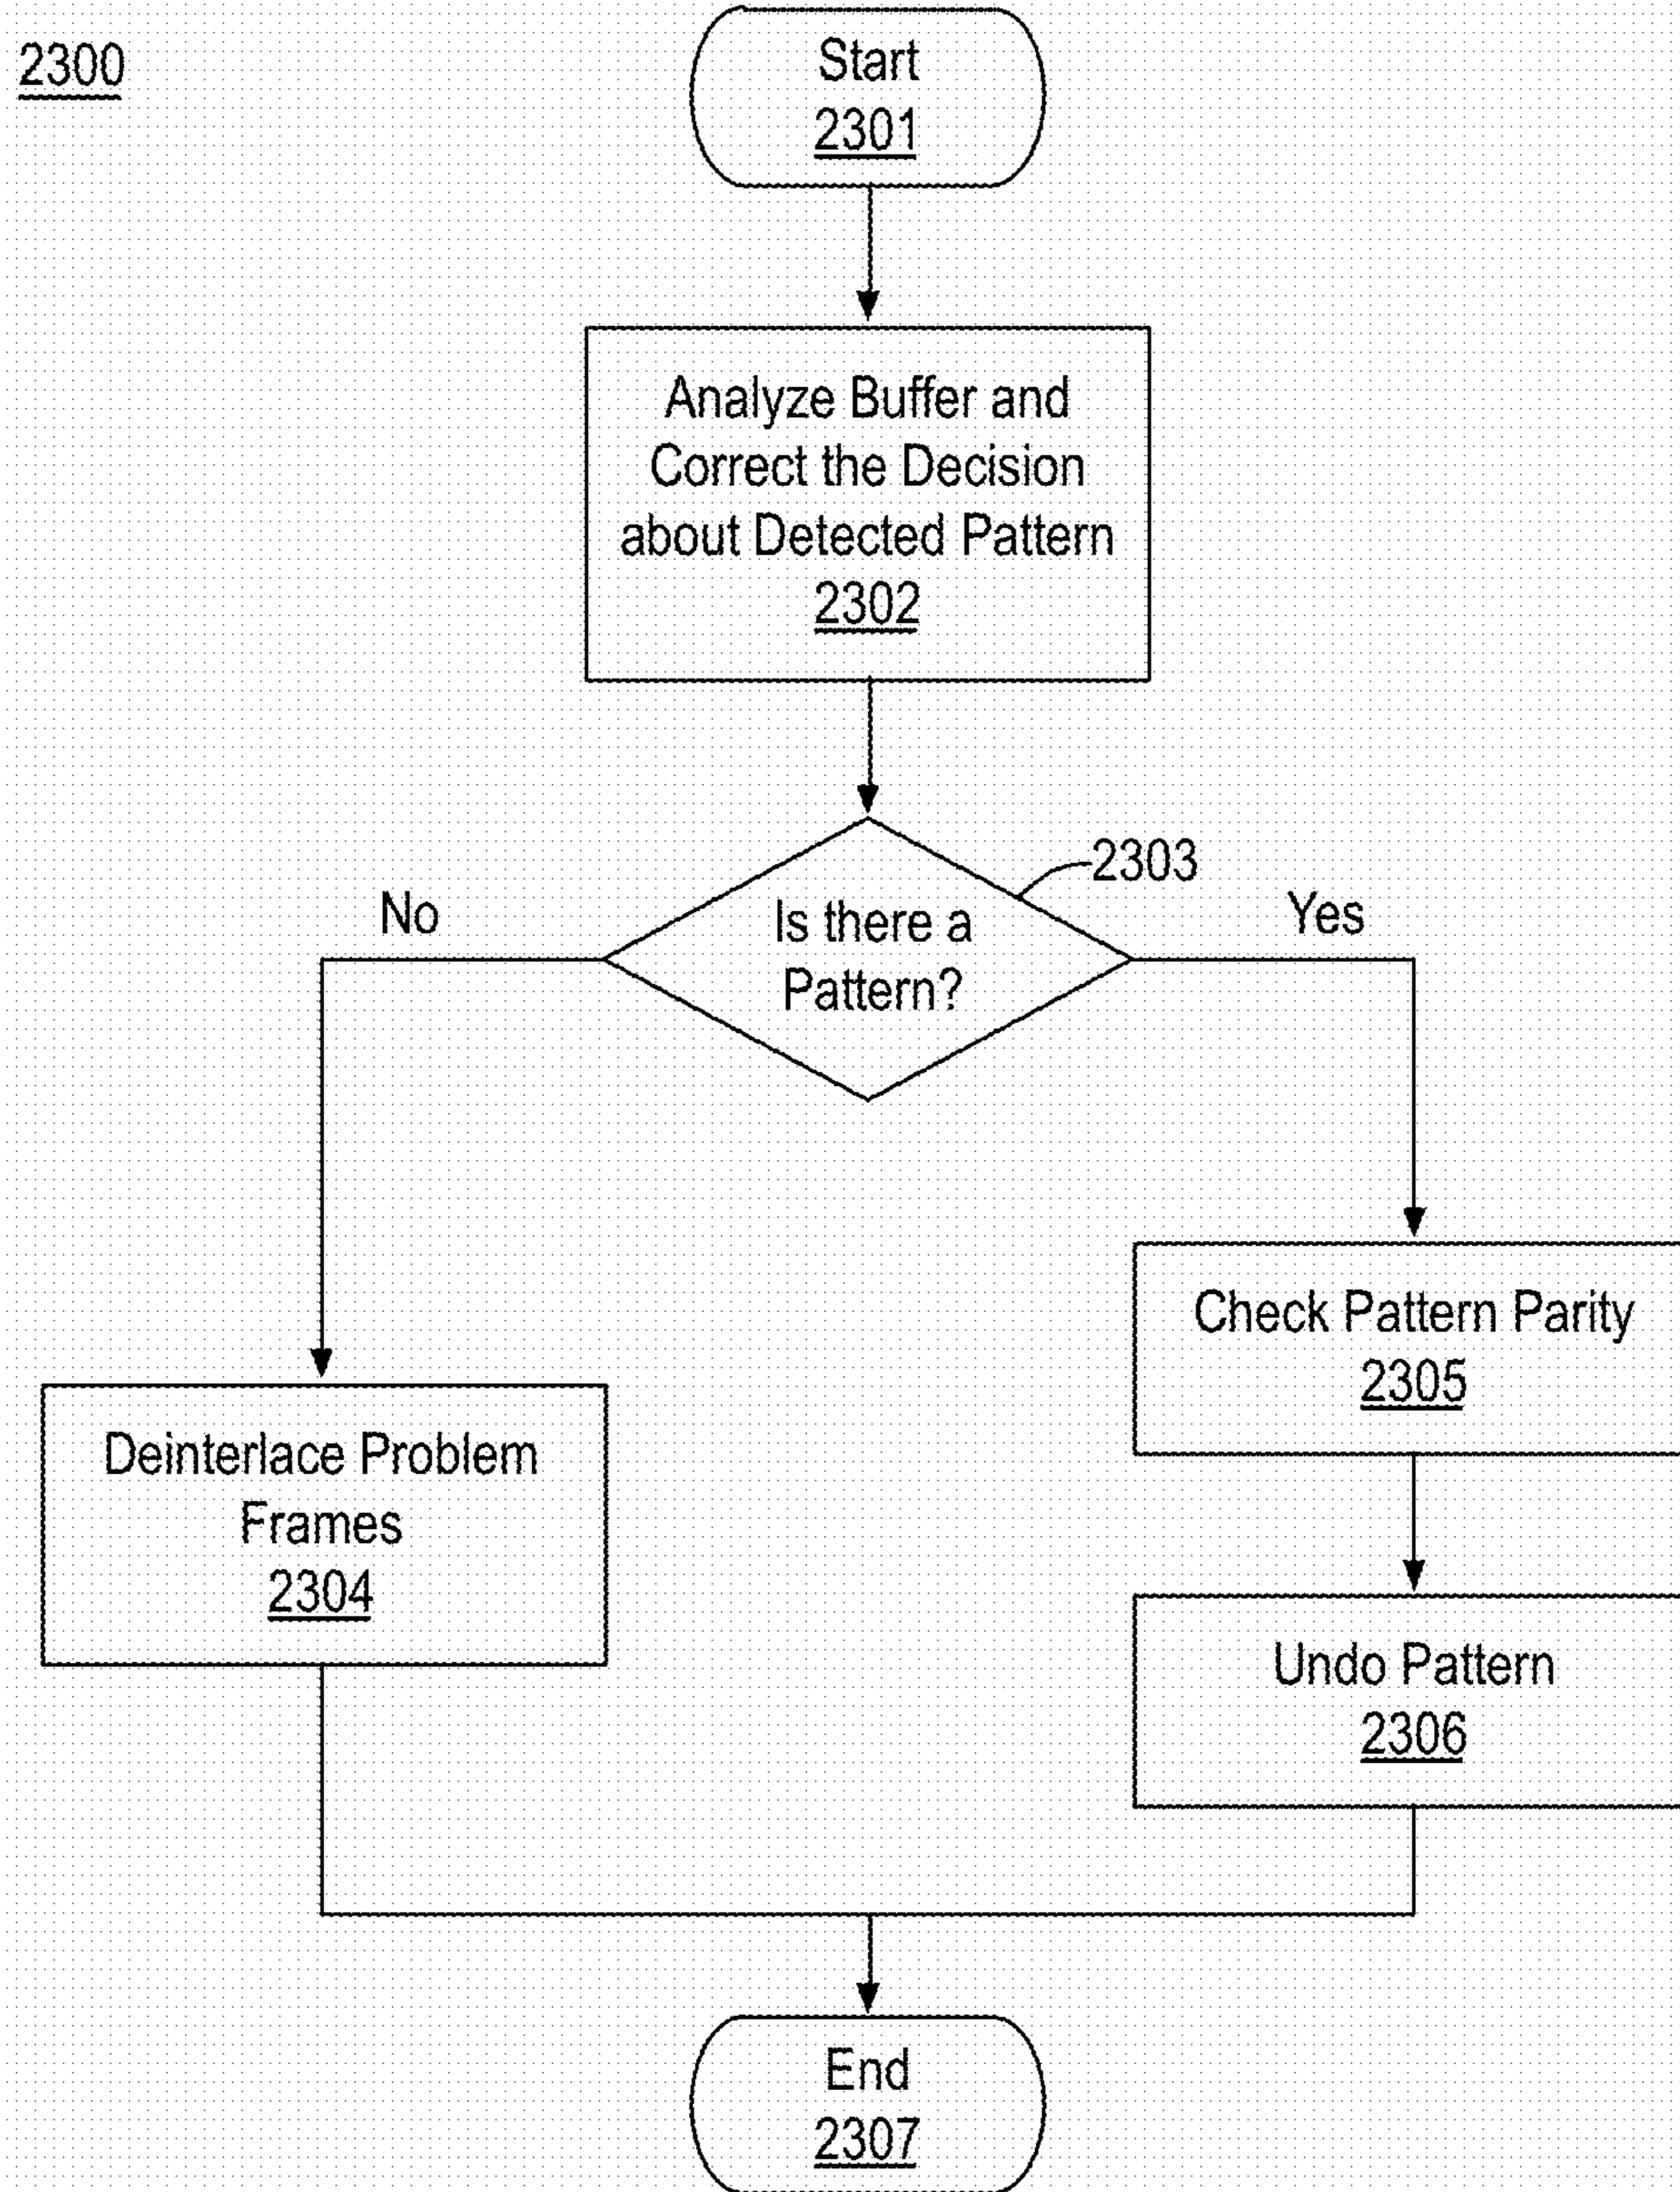 2300
Start
2301
Analyze Buffer and
Correct the Decision
about Detected Pattern
2302
2303
No
Is there a
Pattern?
Yes
Check Pattern Parity
2305
Deinterlace Problem
Frames
2304
Undo Pattern
2306
End
2307